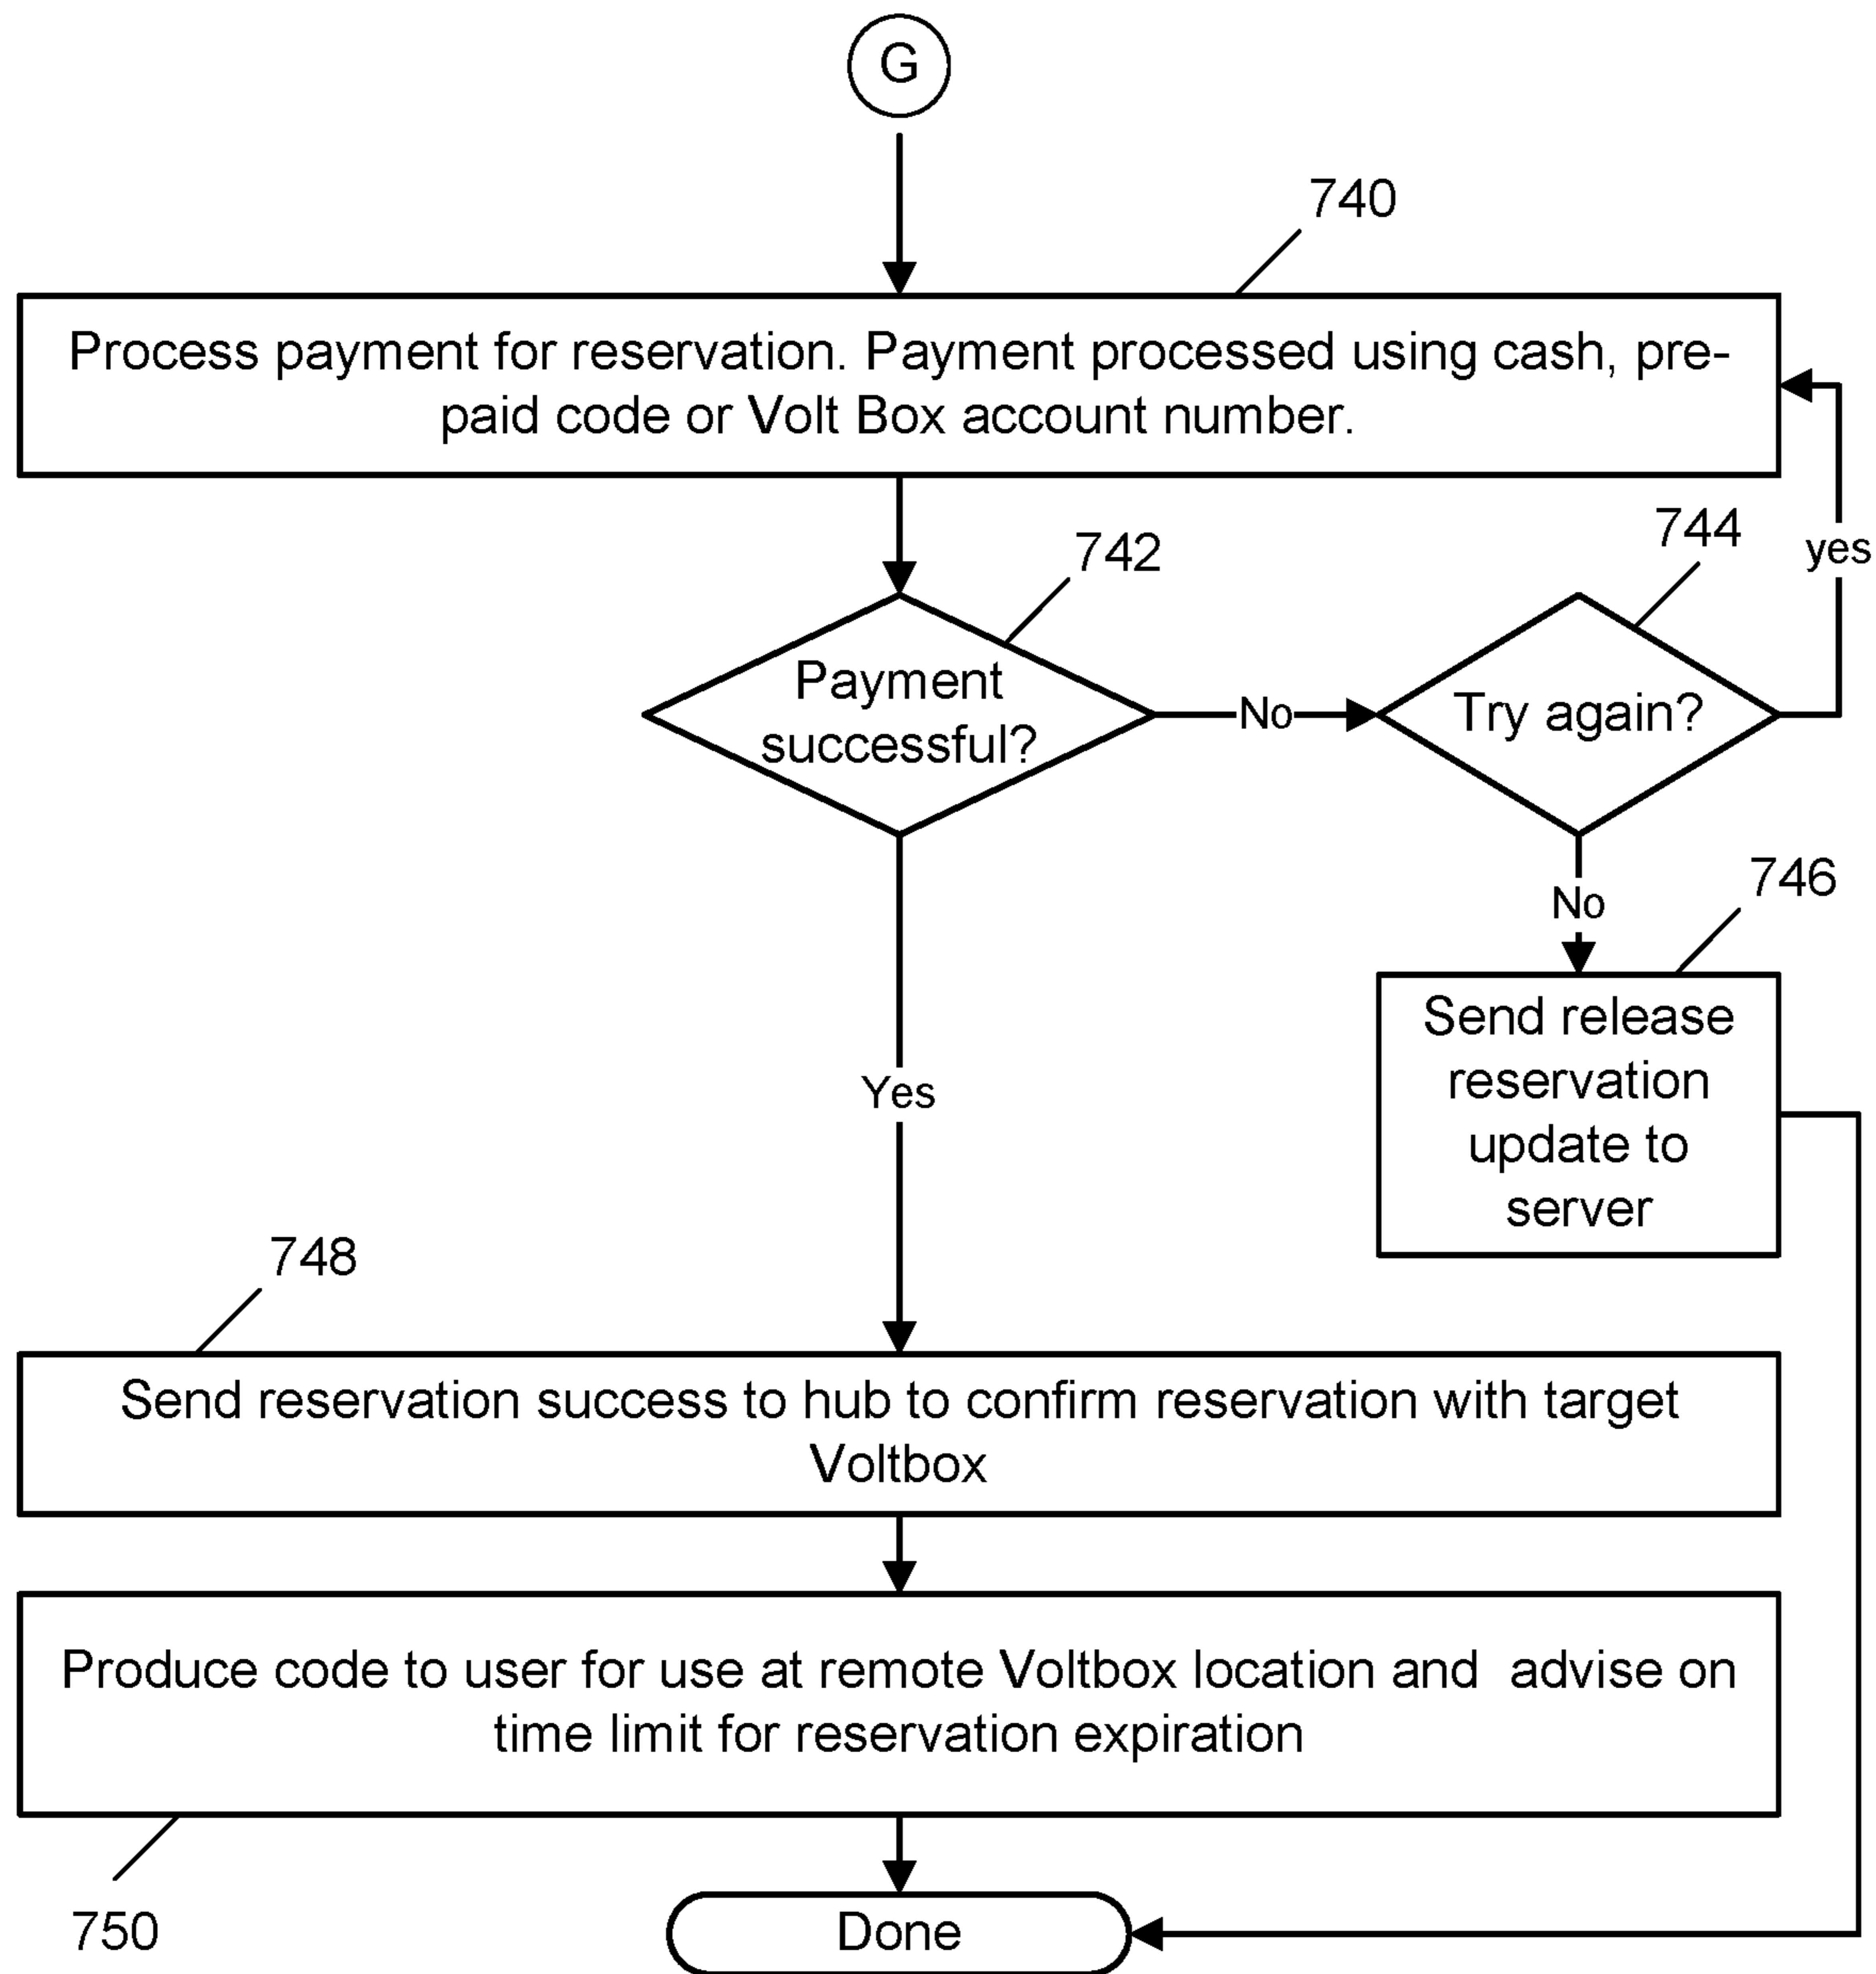 G
740
Process payment for reservation. Payment processed using cash, pre-
paid code or Volt Box account number.
742
744
yes
Payment
successful?
No
Try again?
No
746
Send release
reservation
update to
server
Yes
748
Send reservation success to hub to confirm reservation with target
Voltbox
Produce code to user for use at remote Voltbox location and  advise on
time limit for reservation expiration
750
Done